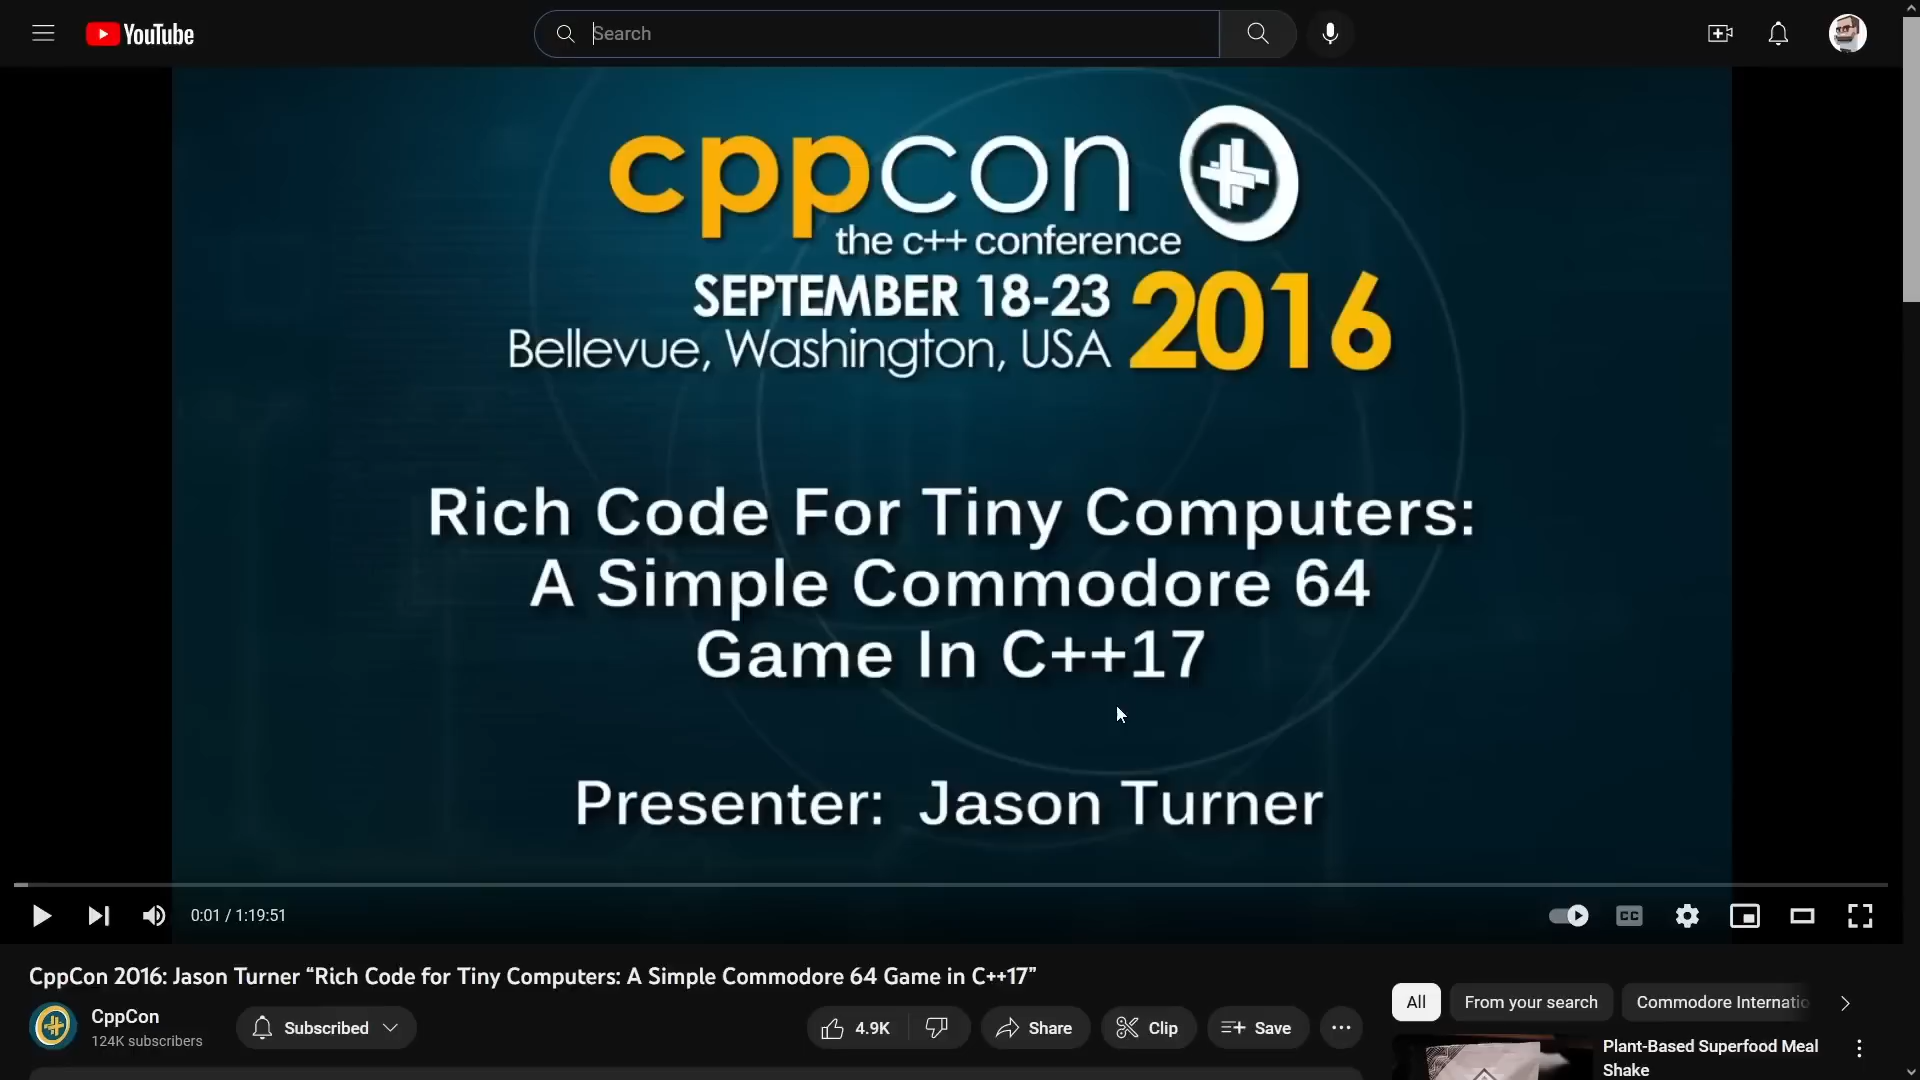 YouTube
Search
cppcon
the c++ conference
SEPTEMBER 18-23 2016
Bellevue, Washington, USA
Rich Code For Tiny Computers:
A Simple Commodore 64
Game In C++17
Presenter: Jason Turner
0:01 / 1:19:51
CC
CppCon 2016: Jason Turner “Rich Code for Tiny Computers: A Simple Commodore 64 Game in C++17”
CppCon
124K subscribers
Subscribed
4.9K
Share
Clip
Save
All
From your search
Commodore Internatio
Plant-Based Superfood Meal
Shake